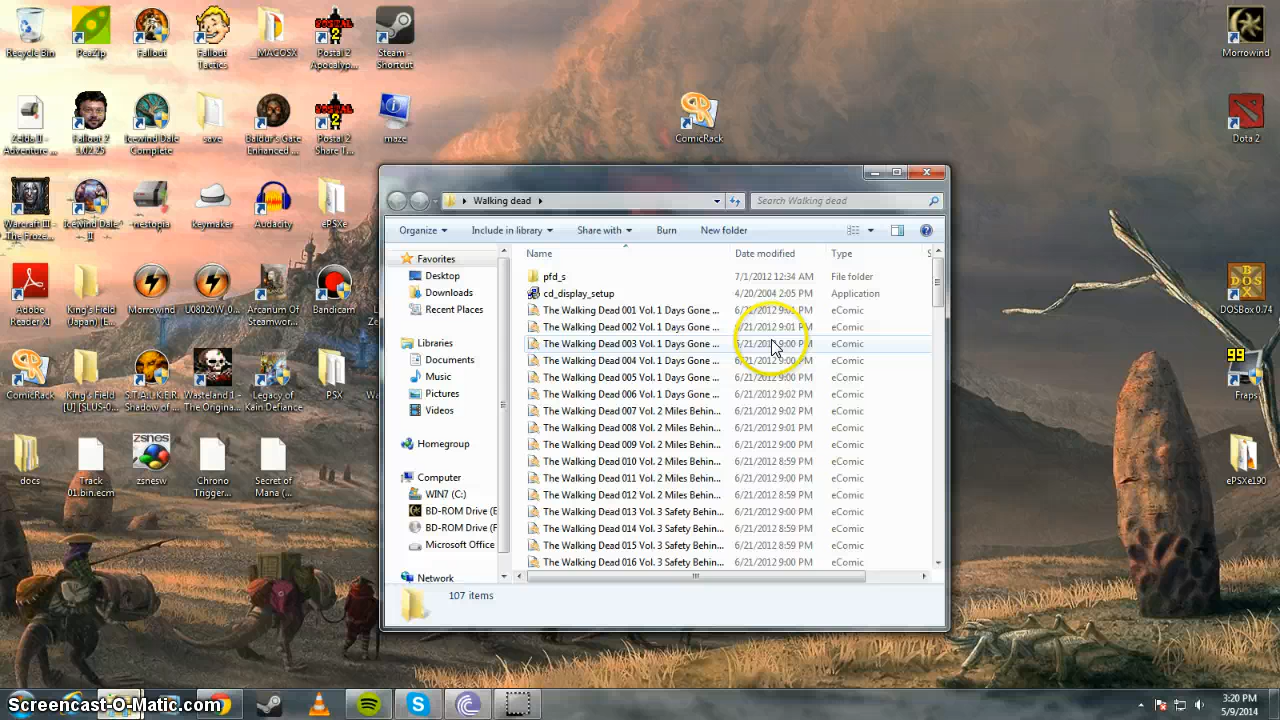 Recycle Bin
PeaZip
Fallout
Fallout
Tactics
__MACOSX
POSTAL
2
Postal 2
Apocalyp...
Steam -
Shortcut
Morrowind
Zelda II -
Adventure ...
Fallout 2
1.02.25
Icewind Dale
Complete
save
Baldur's Gate
Enhanced ...
POSTAL
2
Postal 2
Share T...
maze
ComicRack
Dota 2
Warcraft III -
The Froze...
IceWind Dale
II
nestopia
keymaker
Audacity
ePSXe
Adobe
Reader XI
King's Field
(Japan) [E...
Morrowind
U08020W...
Arcanum Of
Steamwor...
Bandicam
DOSBox 0.74
ComicRack
King's Field
[U] [SLUS-0...
S.T.A.L.K.E.R.
Shadow of ...
Wasteland 1 -
The Origina...
Legacy of
Kain Defiance
PSX
99
Fraps
docs
Track
01.bin.ecm
zsnesw
Chrono
Trigger...
Secret of
Mana (...
ePSXe190
Walking dead
Search Walking dead
Organize
Include in library
Share with
Burn
New folder
Favorites
Desktop
Downloads
Recent Places
Libraries
Documents
Music
Pictures
Videos
Homegroup
Computer
WIN7 (C:)
BD-ROM Drive (E
BD-ROM Drive (F
Microsoft Office
Network
Name Date modified Type S
pfd_s 7/1/2012 12:34 AM File folder
cd_display_setup 4/20/2004 2:05 PM Application
The Walking Dead 001 Vol. 1 Days Gone ... 6/21/2012 9:01 PM eComic
The Walking Dead 002 Vol. 1 Days Gone ... 6/21/2012 9:01 PM eComic
The Walking Dead 003 Vol. 1 Days Gone ... 6/21/2012 9:00 PM eComic
The Walking Dead 004 Vol. 1 Days Gone ... 6/21/2012 9:00 PM eComic
The Walking Dead 005 Vol. 1 Days Gone ... 6/21/2012 9:00 PM eComic
The Walking Dead 006 Vol. 1 Days Gone ... 6/21/2012 9:02 PM eComic
The Walking Dead 007 Vol. 2 Miles Behin... 6/21/2012 9:02 PM eComic
The Walking Dead 008 Vol. 2 Miles Behin... 6/21/2012 9:01 PM eComic
The Walking Dead 009 Vol. 2 Miles Behin... 6/21/2012 9:00 PM eComic
The Walking Dead 010 Vol. 2 Miles Behin... 6/21/2012 8:59 PM eComic
The Walking Dead 011 Vol. 2 Miles Behin... 6/21/2012 9:00 PM eComic
The Walking Dead 012 Vol. 2 Miles Behin... 6/21/2012 8:59 PM eComic
The Walking Dead 013 Vol. 3 Safety Behin... 6/21/2012 9:00 PM eComic
The Walking Dead 014 Vol. 3 Safety Behin... 6/21/2012 8:59 PM eComic
The Walking Dead 015 Vol. 3 Safety Behin... 6/21/2012 8:59 PM eComic
The Walking Dead 016 Vol. 3 Safety Behin... 6/21/2012 9:00 PM eComic
107 items
Screencast-O-Matic.com
3:20 PM
5/9/2014